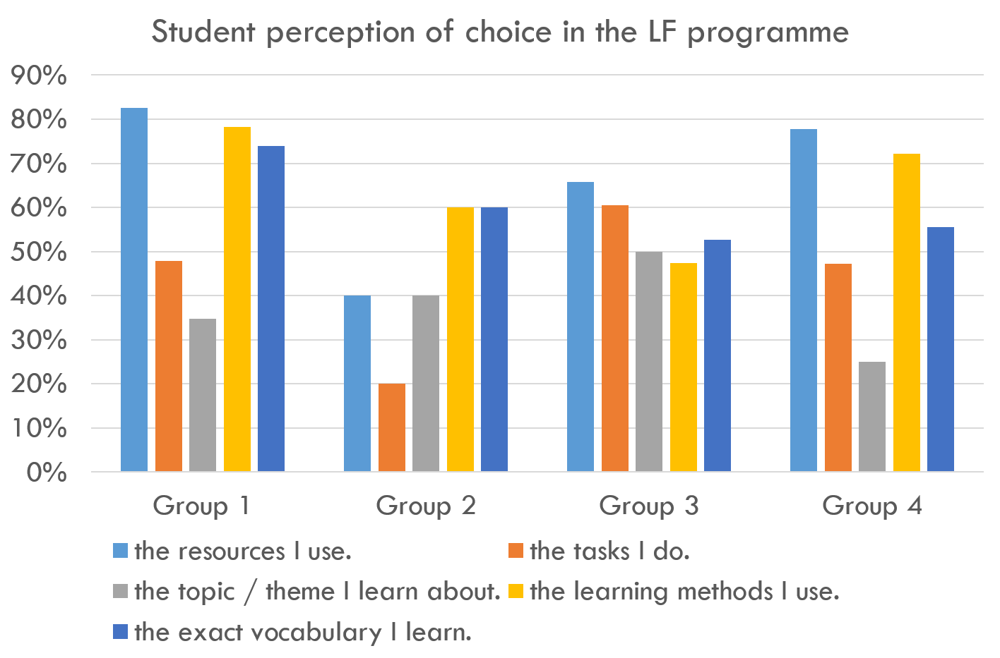 Student perception of choice in the LF programme
90%
80%
70%
60%
50%
40%
30%
20%
10%
0%
Group 1 Group 2 Group 3 Group 4
the resources I use. the tasks I do.
the topic / theme I learn about. the learning methods I use.
the exact vocabulary I learn.